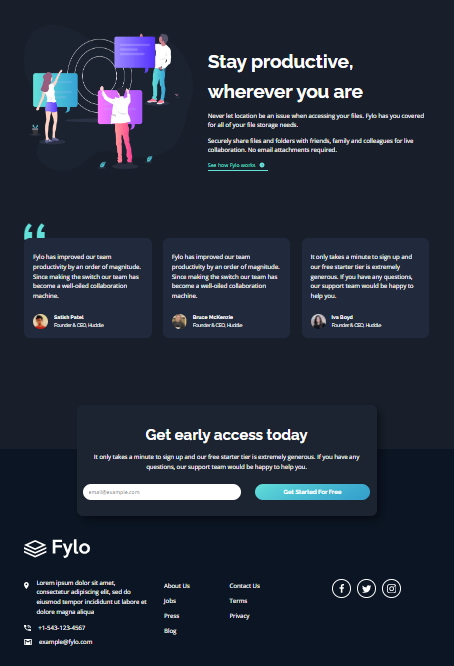 Stay productive,
wherever you are
Never let location be an issue when accessing your files. Fylo has you covered
for all of your file storage needs.
Securely share files and folders with friends, family and colleagues for live
collaboration. No email attachments required.
See how Fylo works
“
Fylo has improved our team
productivity by an order of magnitude.
Since making the switch our team has
become a well-oiled collaboration
machine.
Satish Patel
Founder & CEO, Huddle
Fylo has improved our team
productivity by an order of magnitude.
Since making the switch our team has
become a well-oiled collaboration
machine.
Bruce McKenzie
Founder & CEO, Huddle
It only takes a minute to sign up and
our free starter tier is extremely
generous. If you have any questions,
our support team would be happy to
help you.
Iva Boyd
Founder & CEO, Huddle
Get early access today
It only takes a minute to sign up and our free starter tier is extremely generous. If you have any
questions, our support team would be happy to help you.
email@example.com
Get Started For Free
Fylo
Lorem ipsum dolor sit amet,
consectetur adipiscing elit, sed do
eiusmod tempor incididunt ut labore et
dolore magna aliqua
+1-543-123-4567
example@fylo.com
About Us
Jobs
Press
Blog
Contact Us
Terms
Privacy